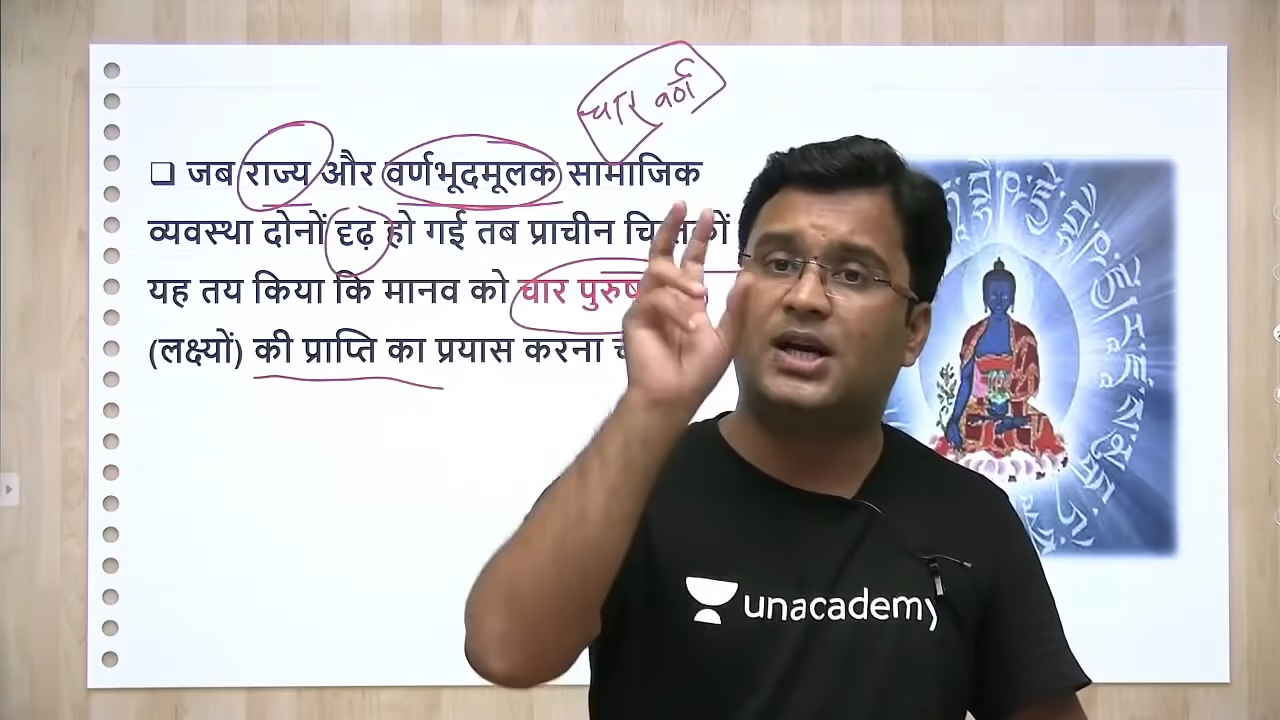 चार वर्ण
❑ जब राज्य और वर्णभूदमूलक सामाजिक
व्यवस्था दोनों दृढ़ हो गई तब प्राचीन
यह तय किया कि मानव को चार
(लक्ष्यों) की प्राप्ति का प्रयास करना
unacademy